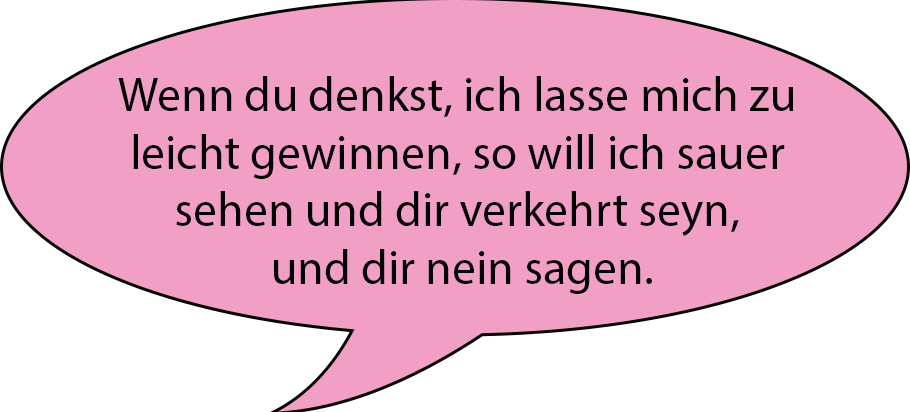 Wenn du denkst, ich lasse mich zu
leicht gewinnen, so will ich sauer
sehen und dir verkehrt seyn,
und dir nein sagen.